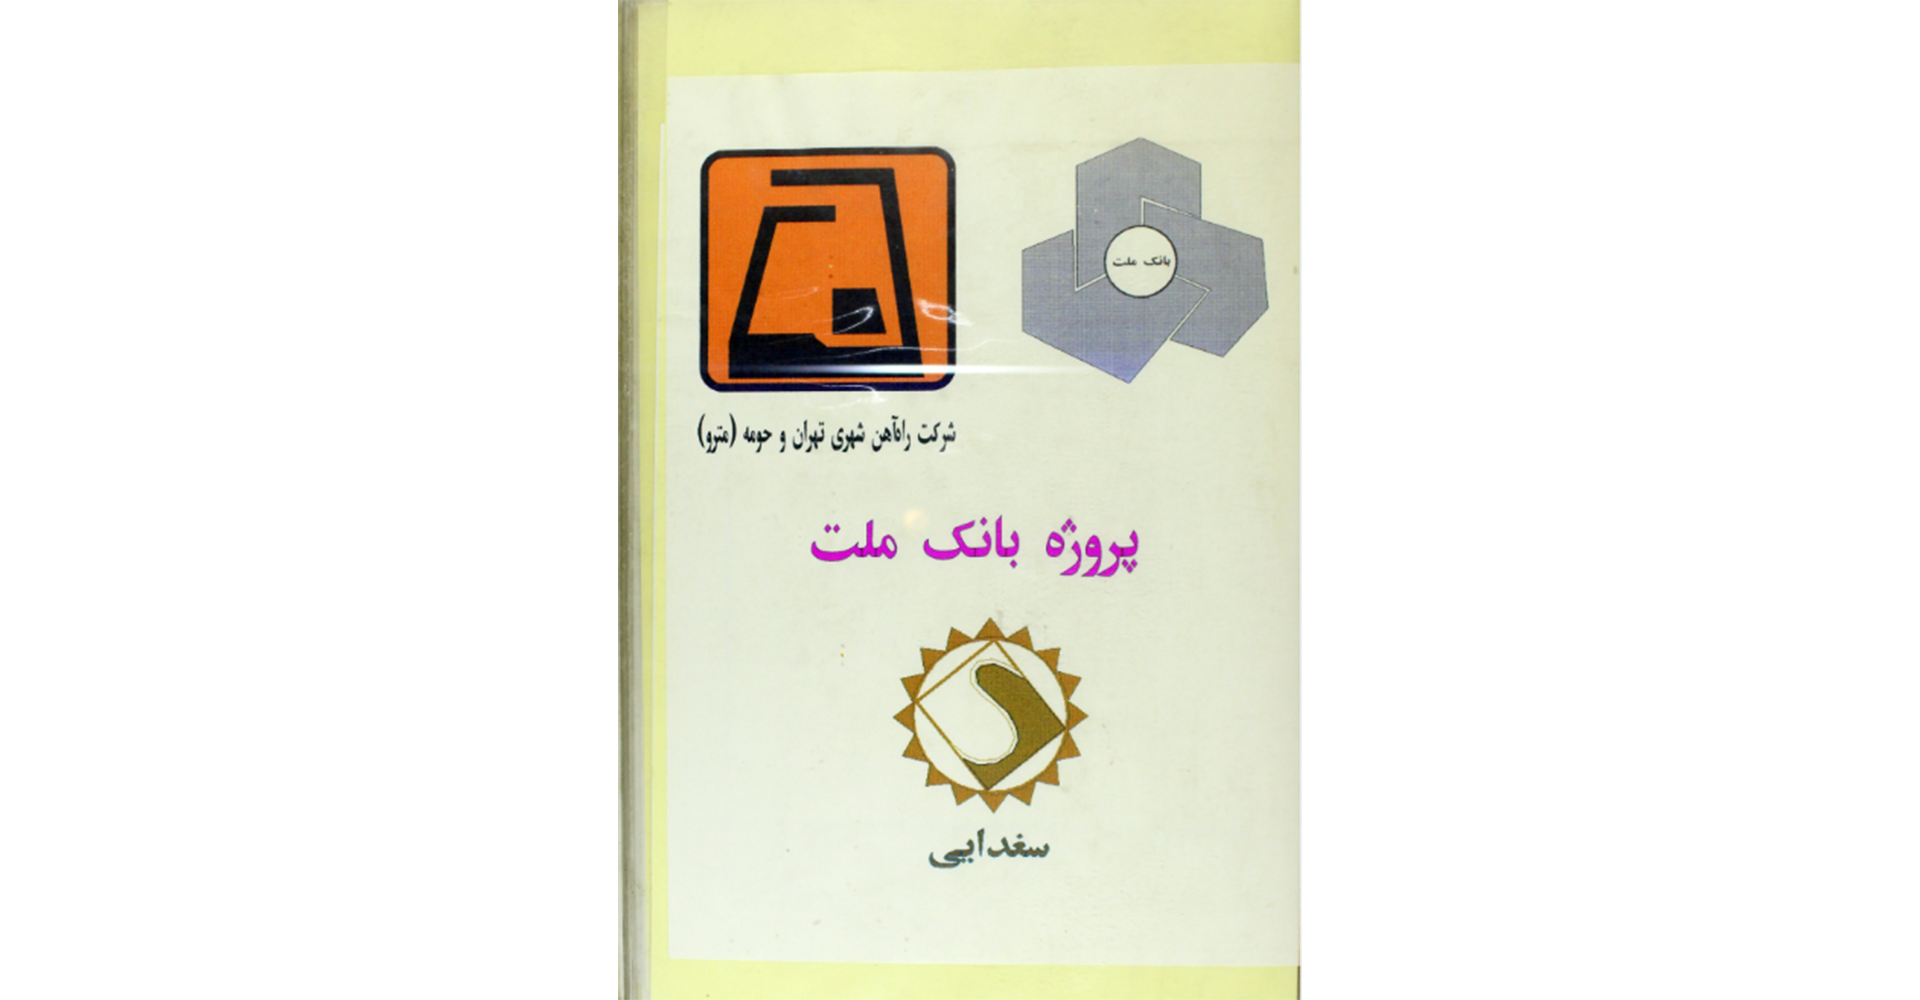 بانک ملت
شرکت راه‌آهن شهری تهران و حومه (مترو)
پروژه بانک ملت
سغدایی